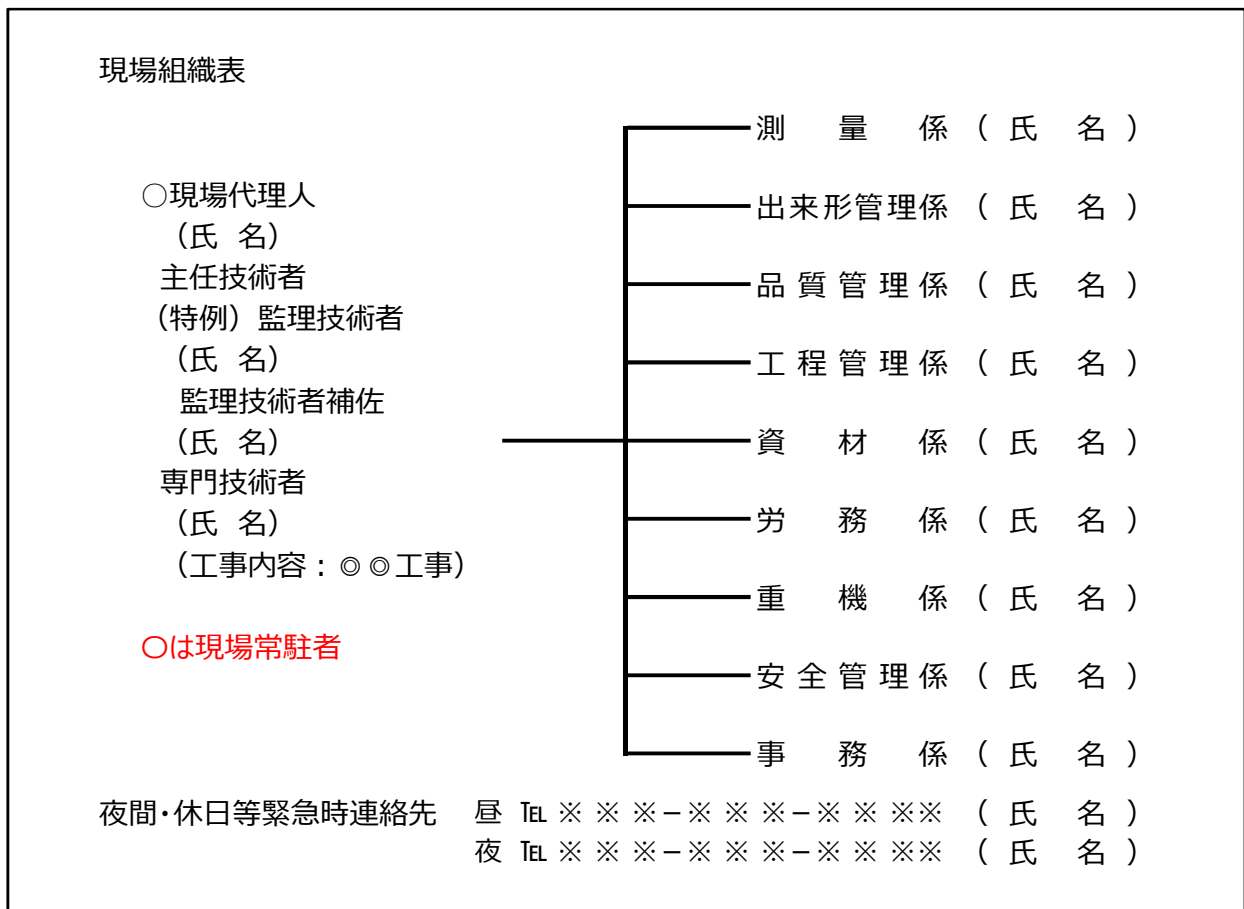 現場組織表
○現場代理人
(氏 名)
主任技術者
(特例)監理技術者
(氏 名)
監理技術者補佐
(氏 名)
専門技術者
(氏 名)
(工事内容:◎◎工事)
〇は現場常駐者
測量係(氏 名)
出来形管理係(氏 名)
品質管理係(氏 名)
工程管理係(氏 名)
資材係(氏 名)
労務係(氏 名)
重機係(氏 名)
安全管理係(氏 名)
事務係(氏 名)
夜間・休日等緊急時連絡先 昼 ℡※※※-※※※-※※※※(氏 名)
夜 ℡※※※-※※※-※※※※(氏 名)